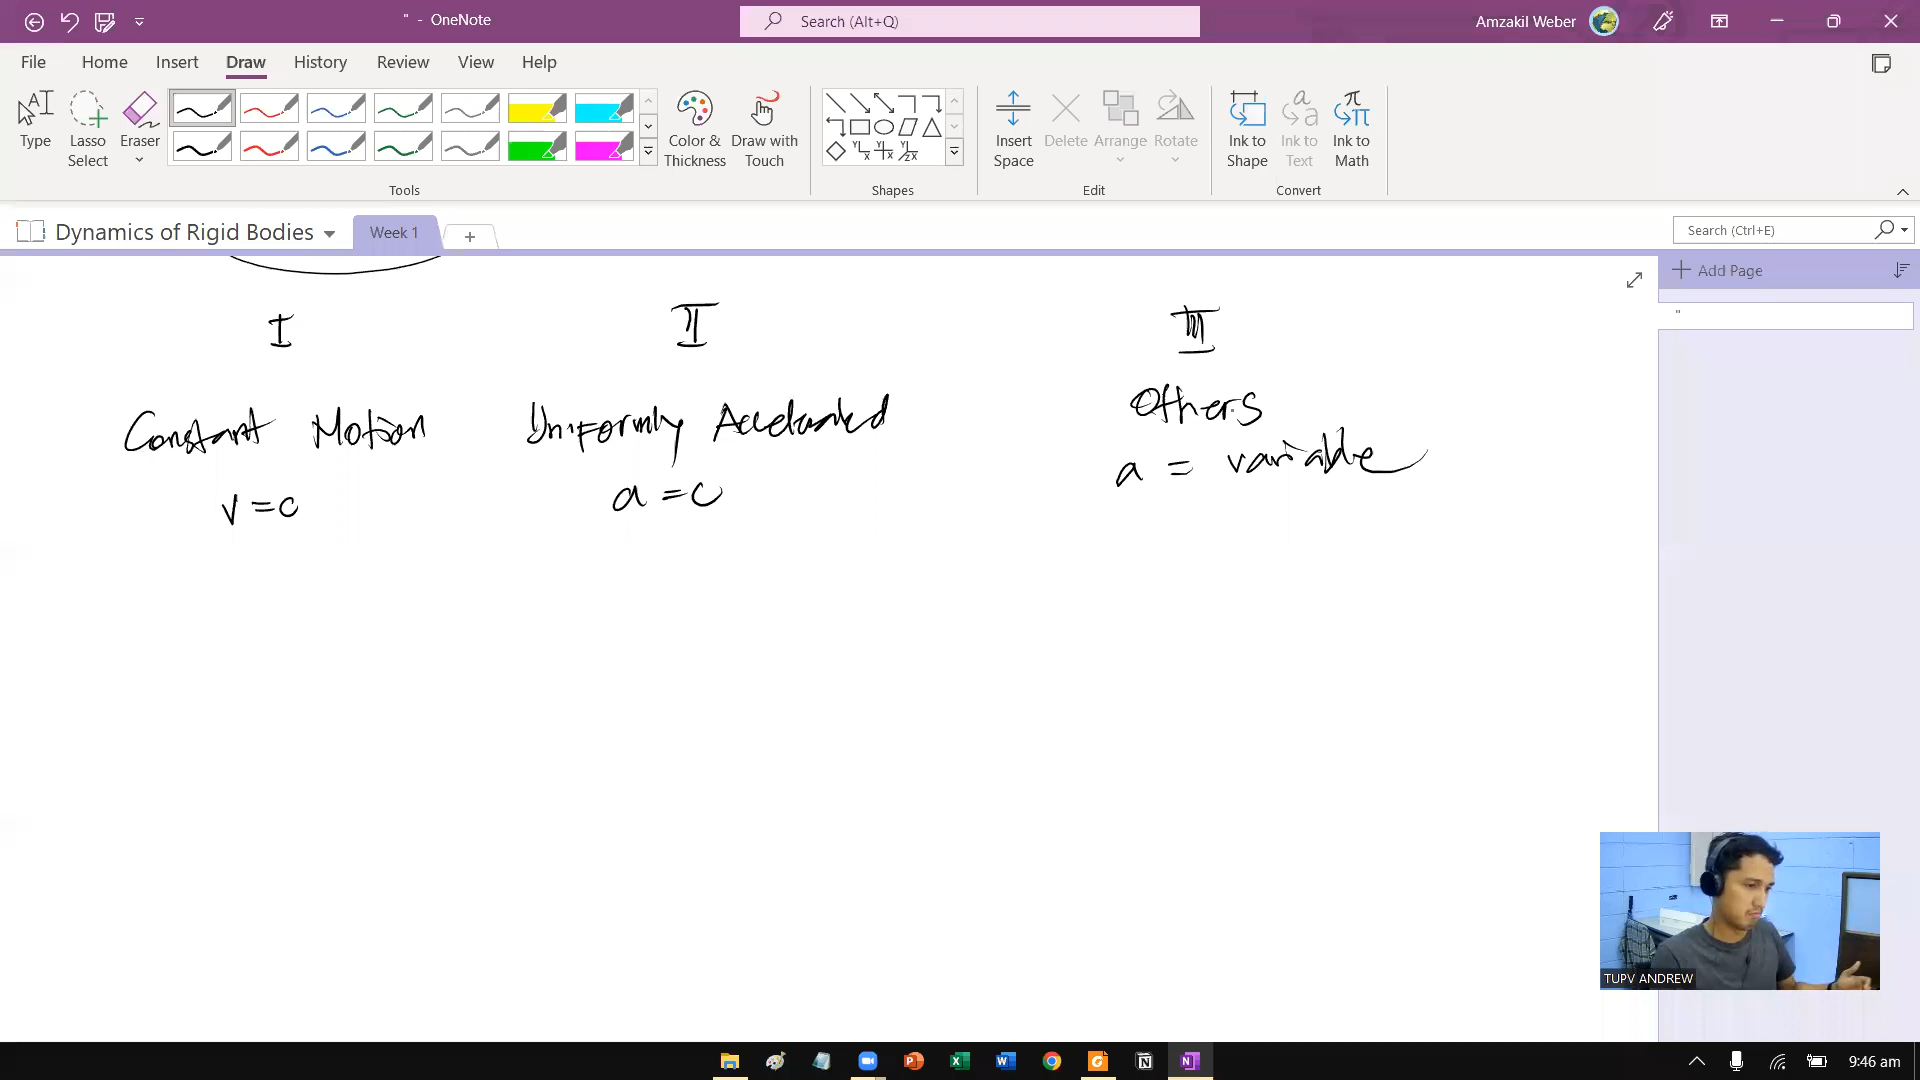 " - OneNote
Search (Alt+Q)
Amzakil Weber
File Home Insert Draw History Review View Help
Type
Lasso Select
Eraser
Color & Thickness
Draw with Touch
Insert Space
Delete
Arrange
Rotate
Ink to Shape
Ink to Text
Ink to Math
Tools
Shapes
Edit
Convert
Dynamics of Rigid Bodies
Week 1
Search (Ctrl+E)
Add Page
"
I
II
III
Constant Motion
Uniformly Accelerated
Others
v = c
a = c
a = variable
TUPV ANDREW
9:46 am